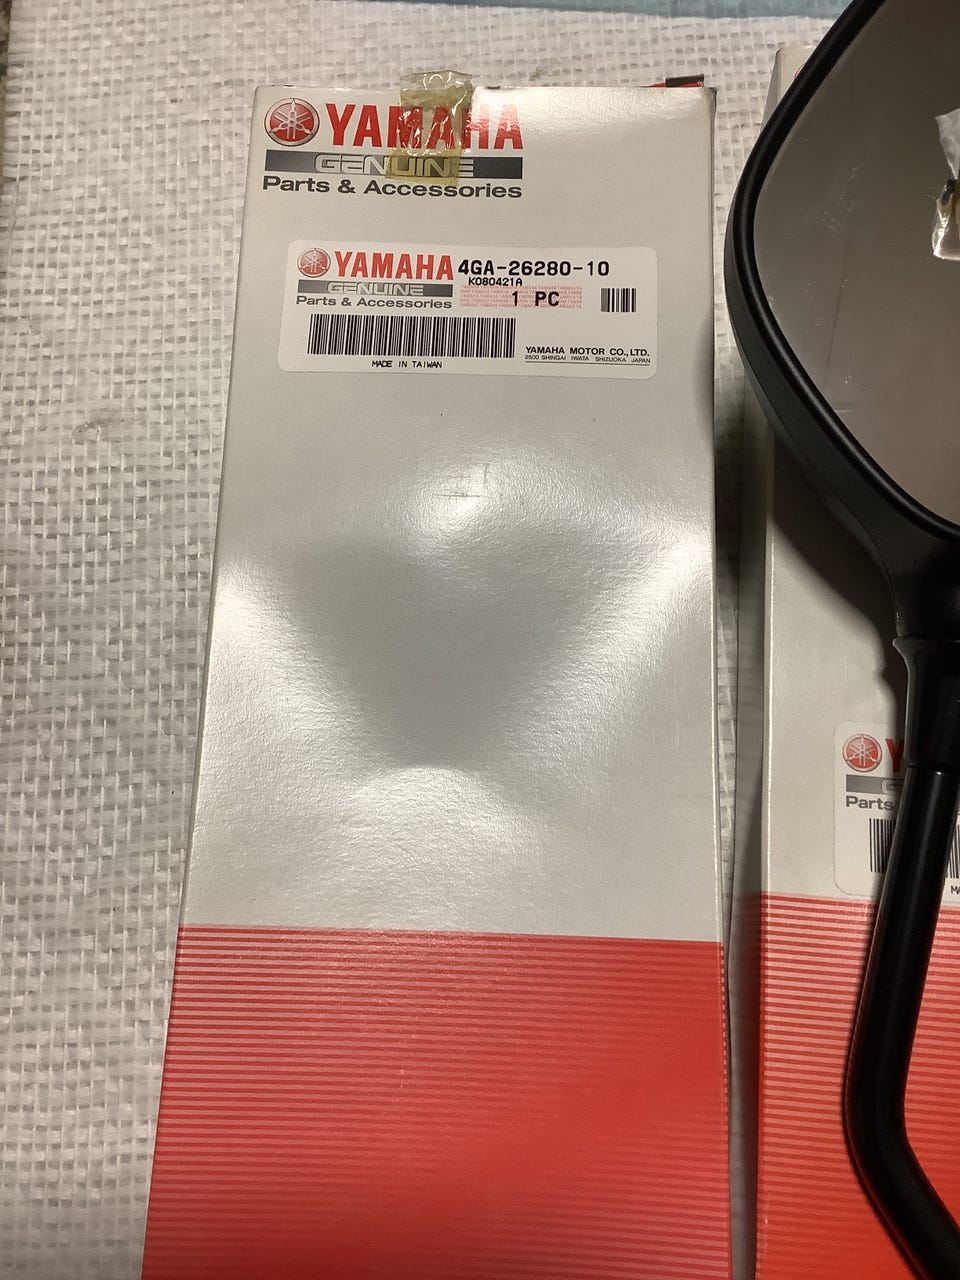 YAMAHA
GENUINE
Parts & Accessories
YAMAHA 4GA-26280-10
K080421A
GENUINE
Parts & Accessories
1 PC
MADE IN TAIWAN
YAMAHA MOTOR CO.,LTD.
2500 SHINGAI IWATA SHIZUOKA JAPAN
Y
G
Parts
MA